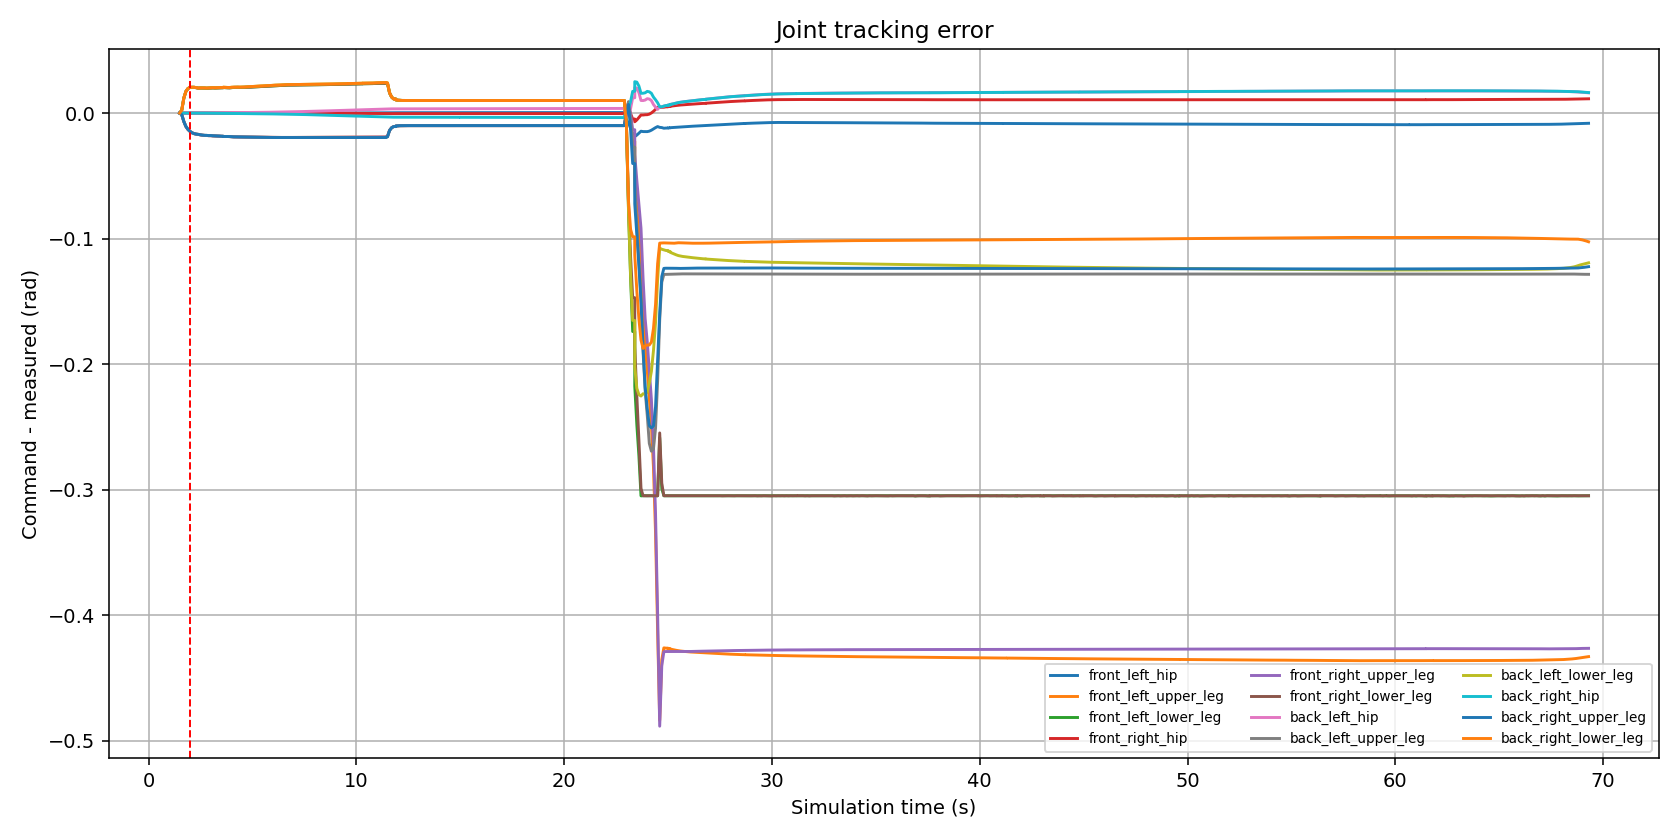 Joint tracking error
0.0
−0.1
−0.2
−0.3
−0.4
−0.5
Command - measured (rad)
front_left_hip
front_left_upper_leg
front_left_lower_leg
front_right_hip
front_right_upper_leg
front_right_lower_leg
back_left_hip
back_left_upper_leg
back_left_lower_leg
back_right_hip
back_right_upper_leg
back_right_lower_leg
0 10 20 30 40 50 60 70
Simulation time (s)